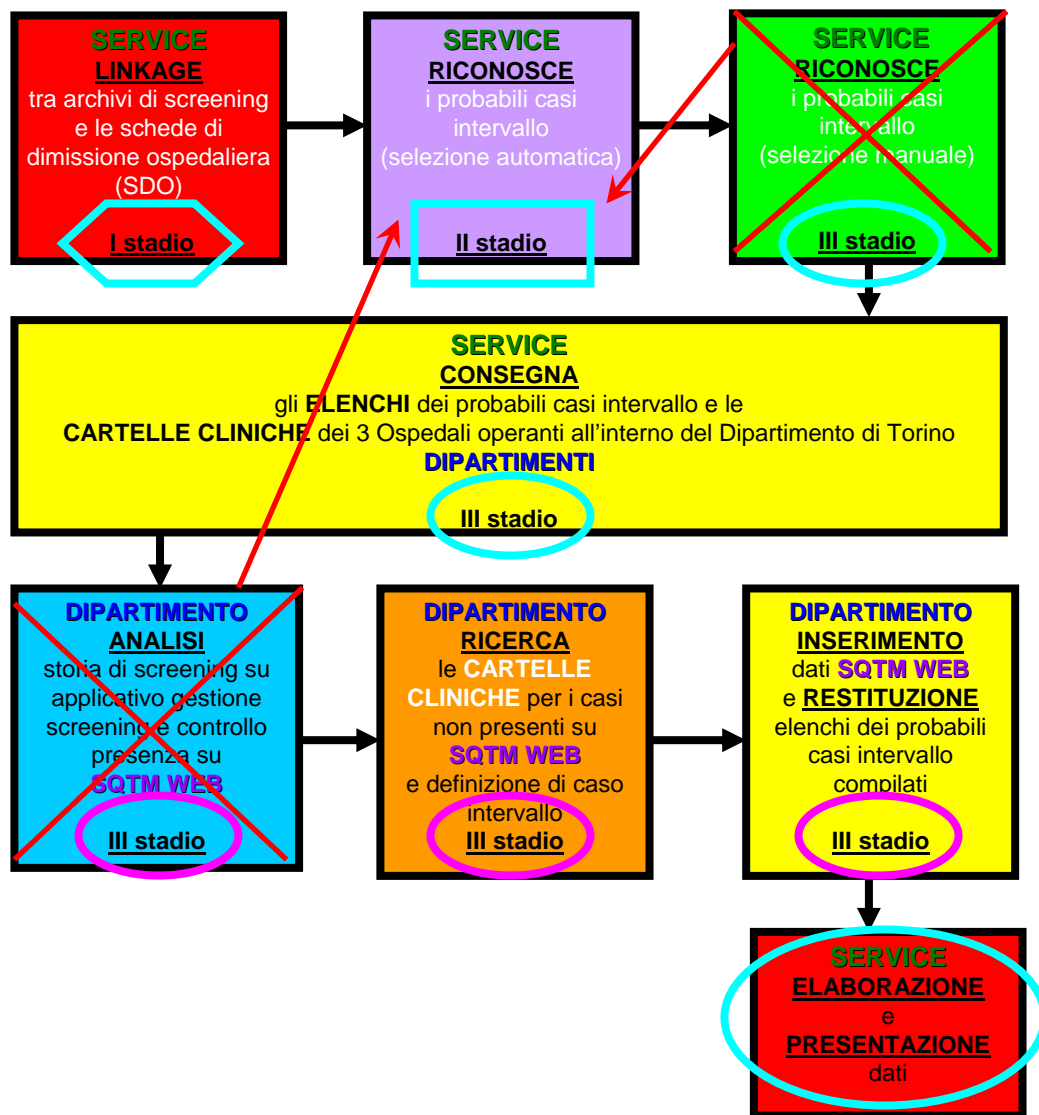 SERVICE
LINKAGE
tra archivi di screening
e le schede di
dimissione ospedaliera
(SDO)
I stadio
SERVICE
RICONOSCE
i probabili casi
intervallo
(selezione automatica)
II stadio
SERVICE
RICONOSCE
i probabili casi
intervallo
(selezione manuale)
III stadio
SERVICE
CONSEGNA
gli ELENCHI dei probabili casi intervallo e le
CARTELLE CLINICHE dei 3 Ospedali operanti all'interno del Dipartimento di Torino
DIPARTIMENTI
III stadio
DIPARTIMENTO
ANALISI
storia di screening su
applicativo gestione
screening e controllo
presenza su
SQTM WEB
III stadio
DIPARTIMENTO
RICERCA
le CARTELLE
CLINICHE per i casi
non presenti su
SQTM WEB
e definizione di caso
intervallo
III stadio
DIPARTIMENTO
INSERIMENTO
dati SQTM WEB
e RESTITUZIONE
elenchi dei probabili
casi intervallo
compilati
III stadio
SERVICE
ELABORAZIONE
e
PRESENTAZIONE
dati